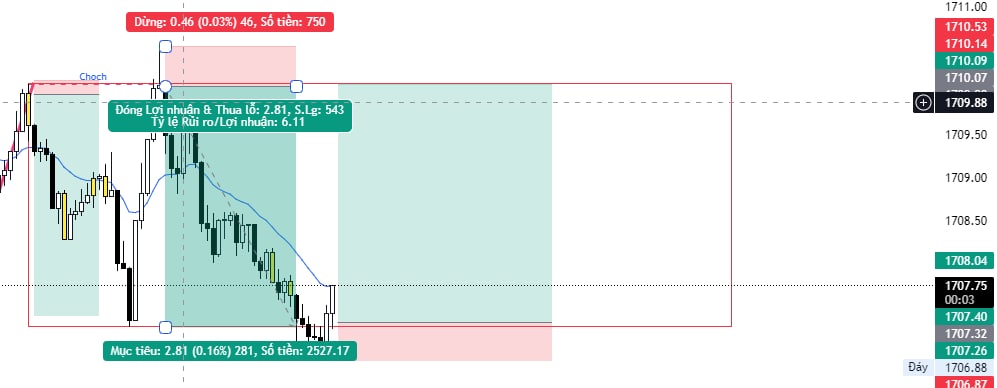 Dừng: 0.46 (0.03%) 46, Số tiền: 750
Choch
Đóng Lợi nhuận & Thua lỗ: 2.81, S.Lg: 543
Tỷ lệ Rủi ro/Lợi nhuận: 6.11
Mục tiêu: 2.81 (0.16%) 281, Số tiền: 2527.17
1711.00
1710.53
1710.14
1710.09
1710.07
1709.88
1709.50
1709.00
1708.50
1708.04
1707.75
00:03
1707.40
1707.32
1707.26
Đáy 1706.88
1706.87